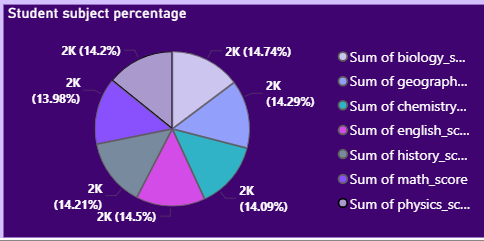 Student subject percentage
2K (14.2%)
2K (14.74%)
2K
(14.29%)
2K
(14.09%)
2K (14.5%)
2K
(14.21%)
2K
(13.98%)
Sum of biology_s...
Sum of geograph...
Sum of chemistry...
Sum of english_sc...
Sum of history_sc...
Sum of math_score
Sum of physics_sc...